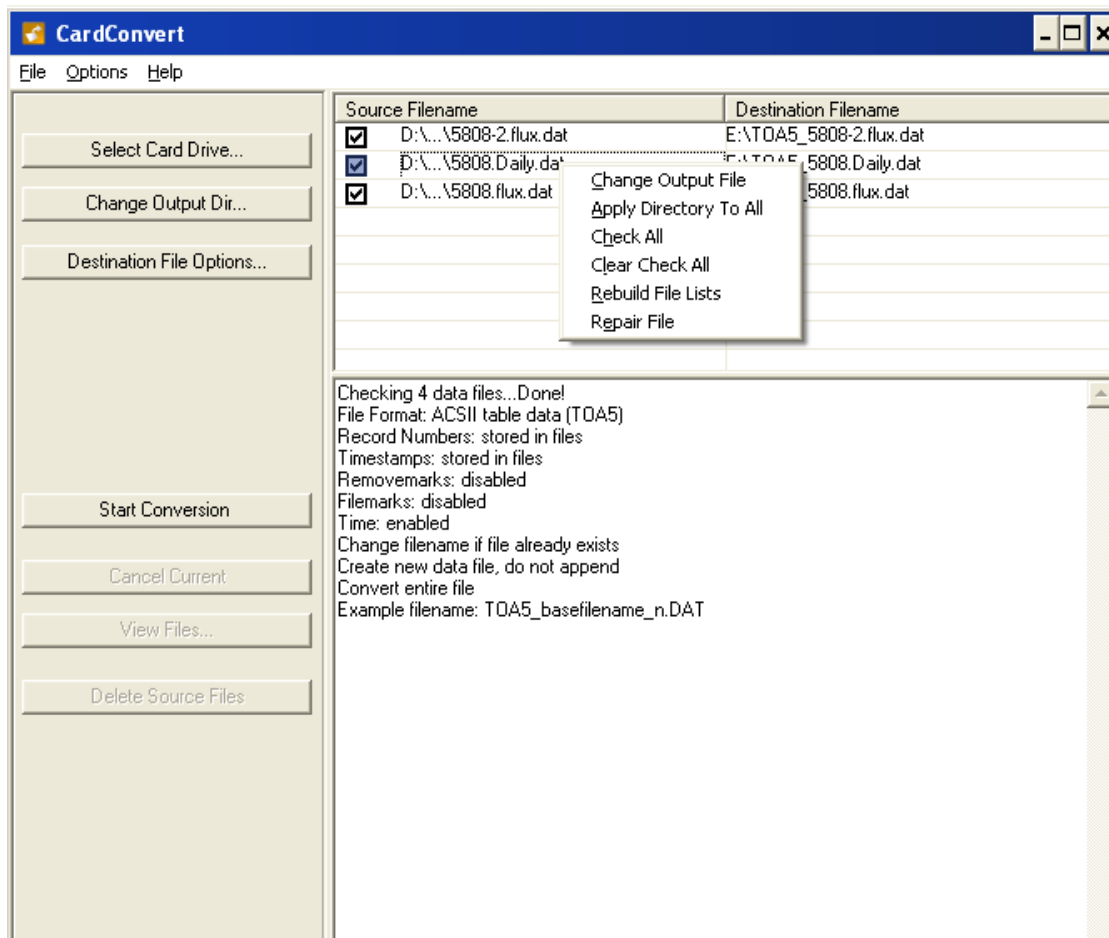 CardConvert
File Options Help
Select Card Drive...
Change Output Dir...
Destination File Options...
Start Conversion
Cancel Current
View Files...
Delete Source Files
Source Filename Destination Filename
D:\...\5808-2.flux.dat E:\TOA5_5808-2.flux.dat
D:\...\5808.Daily.dat E:\TOA5_5808.Daily.dat
D:\...\5808.flux.dat _5808.flux.dat
Change Output File
Apply Directory To All
Check All
Clear Check All
Rebuild File Lists
Repair File
Checking 4 data files...Done!
File Format: ACSII table data (TOA5)
Record Numbers: stored in files
Timestamps: stored in files
Removemarks: disabled
Filemarks: disabled
Time: enabled
Change filename if file already exists
Create new data file, do not append
Convert entire file
Example filename: TOA5_basefilename_n.DAT